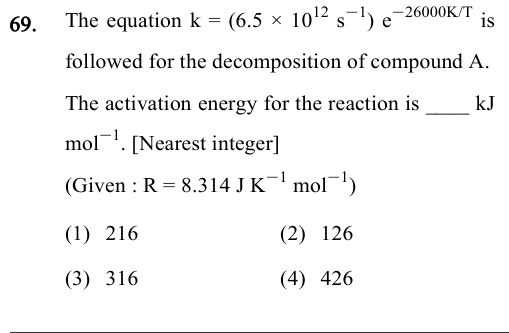 69. The equation k = (6.5 × 10¹² s⁻¹) e⁻²⁶⁰⁰⁰ᴷ/ᵀ is
followed for the decomposition of compound A.
The activation energy for the reaction is ____ kJ
mol⁻¹. [Nearest integer]
(Given : R = 8.314 J K⁻¹ mol⁻¹)
(1) 216 (2) 126
(3) 316 (4) 426